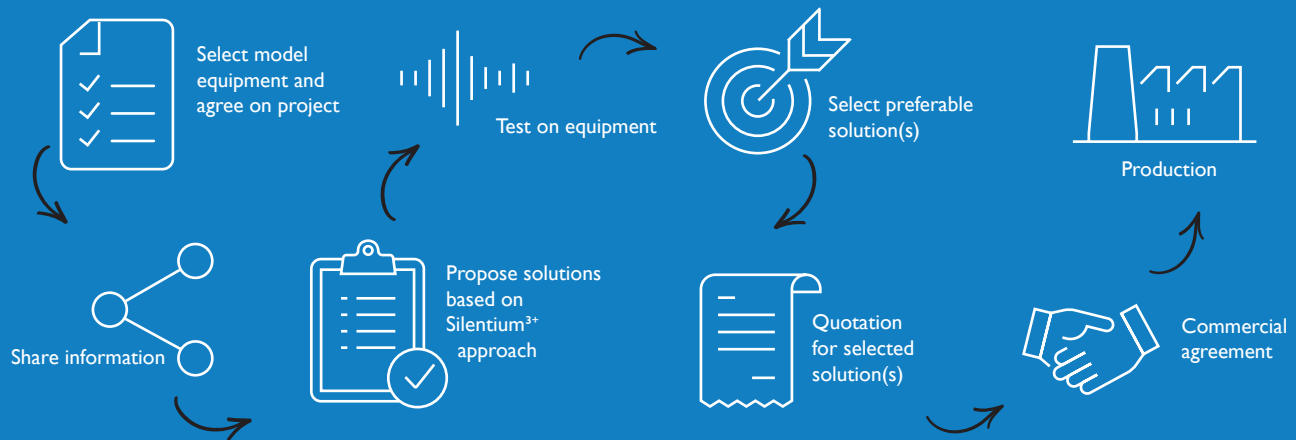 Select model
equipment and
agree on project
Share information
Propose solutions
based on
Silentium³⁺
approach
Test on equipment
Select preferable
solution(s)
Quotation
for selected
solution(s)
Commercial
agreement
Production